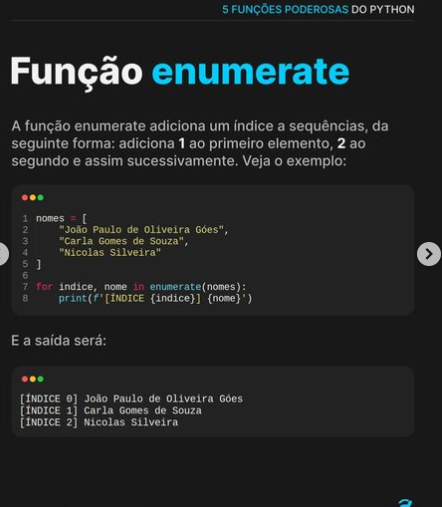 5 FUNÇÕES PODEROSAS DO PYTHON
Função enumerate
A função enumerate adiciona um índice a sequências, da
seguinte forma: adiciona 1 ao primeiro elemento, 2 ao
segundo e assim sucessivamente. Veja o exemplo:
1 nomes = [
2     "João Paulo de Oliveira Góes",
3     "Carla Gomes de Souza",
4     "Nicolas Silveira"
5 ]
6
7 for indice, nome in enumerate(nomes):
8     print(f'[ÍNDICE {indice}] {nome}')
E a saída será:
[ÍNDICE 0] João Paulo de Oliveira Góes
[ÍNDICE 1] Carla Gomes de Souza
[ÍNDICE 2] Nicolas Silveira